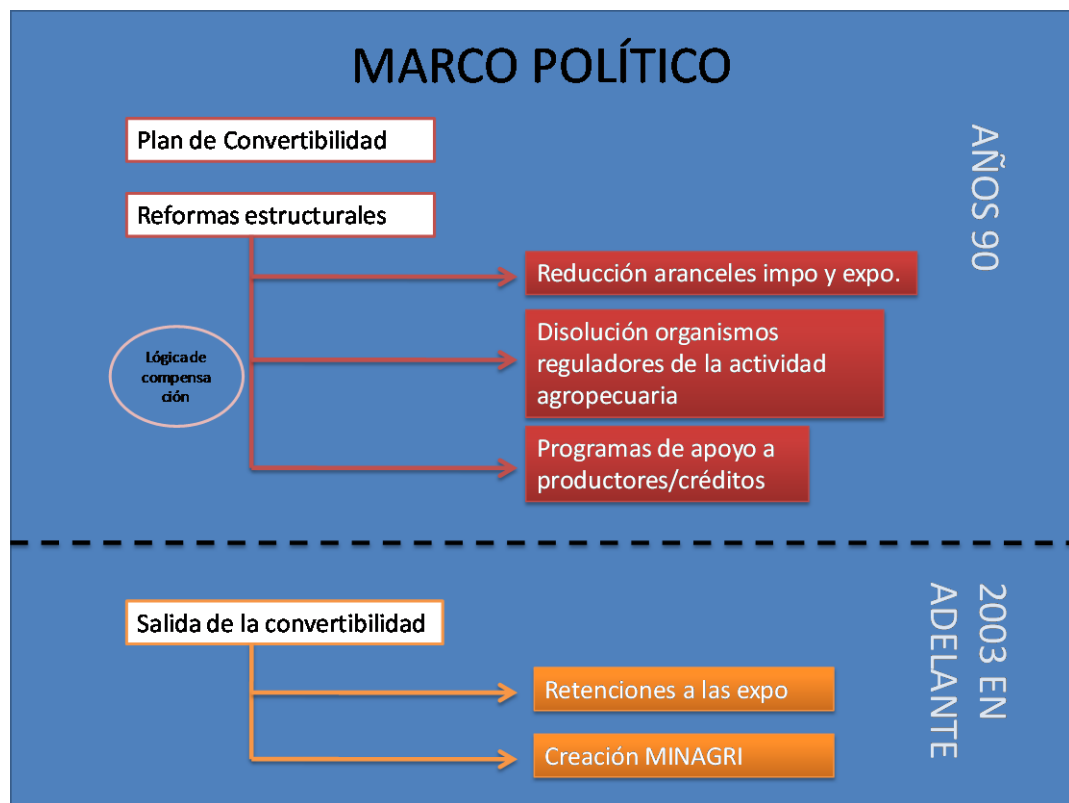 MARCO POLÍTICO
Plan de Convertibilidad
Reformas estructurales
AÑOS 90
Reducción aranceles impo y expo.
Disolución organismos
reguladores de la actividad
agropecuaria
Lógica de
compensa
ción
Programas de apoyo a
productores/créditos
Salida de la convertibilidad
2003 EN
ADELANTE
Retenciones a las expo
Creación MINAGRI